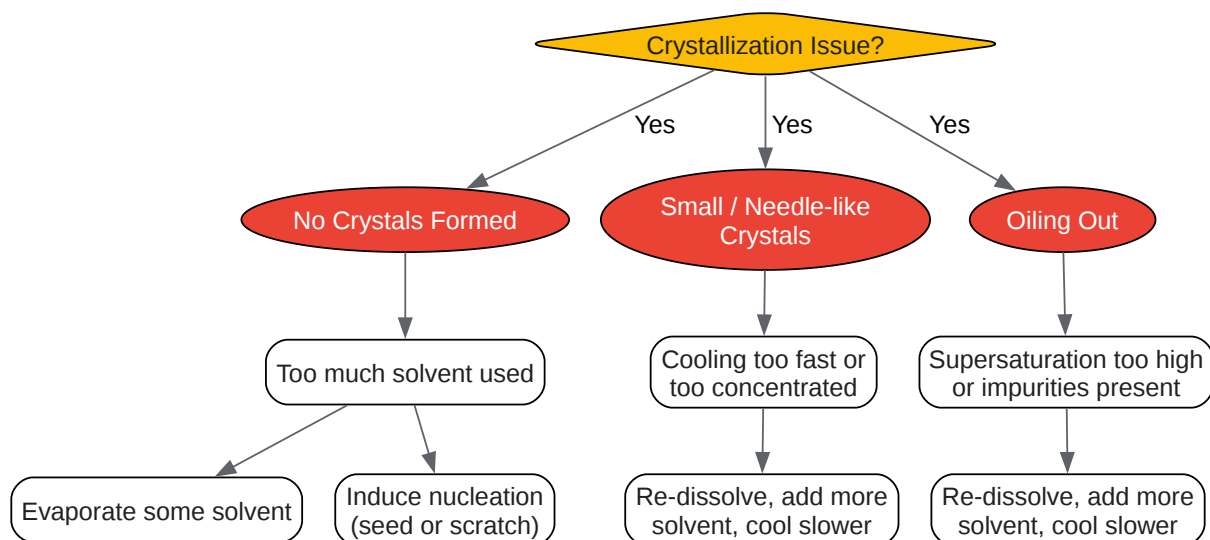 Crystallization Issue?
Yes
Yes
Yes
No Crystals Formed
Small / Needle-like
Crystals
Oiling Out
Too much solvent used
Cooling too fast or
too concentrated
Supersaturation too high
or impurities present
Evaporate some solvent
Induce nucleation
(seed or scratch)
Re-dissolve, add more
solvent, cool slower
Re-dissolve, add more
solvent, cool slower